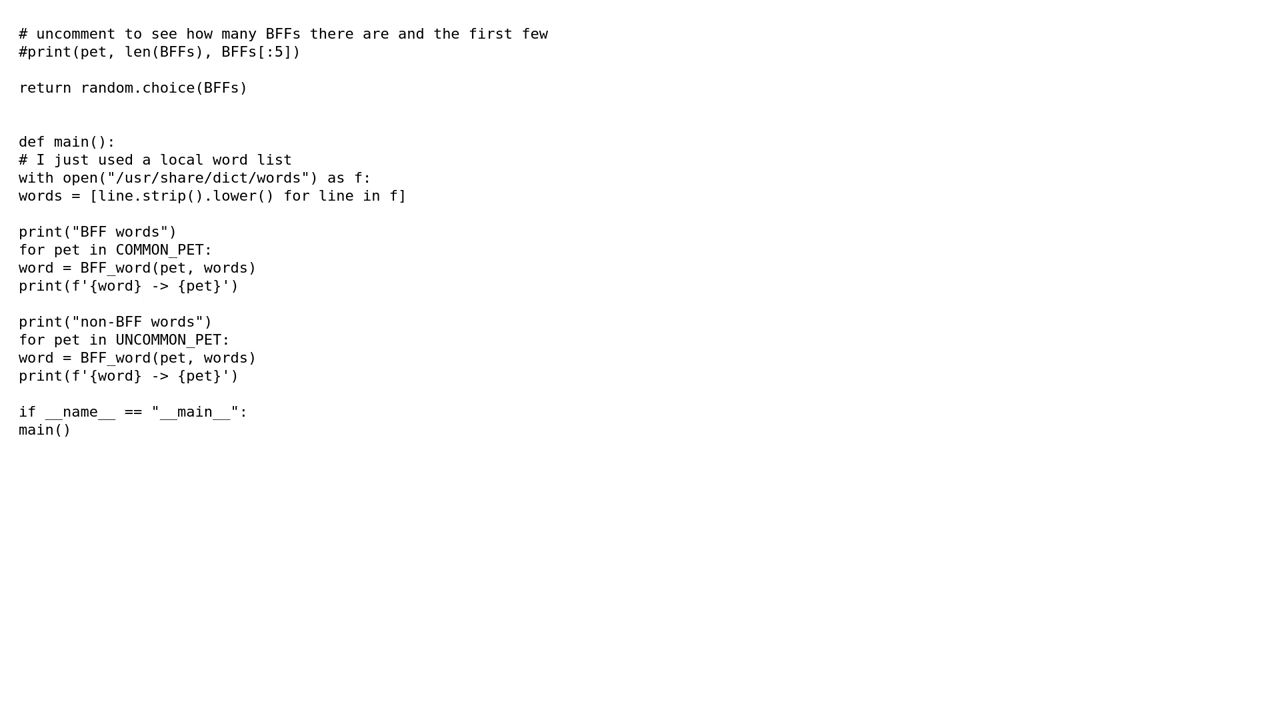 # uncomment to see how many BFFs there are and the first few
#print(pet, len(BFFs), BFFs[:5])
return random.choice(BFFs)
def main():
# I just used a local word list
with open("/usr/share/dict/words") as f:
words = [line.strip().lower() for line in f]
print("BFF words")
for pet in COMMON_PET:
word = BFF_word(pet, words)
print(f'{word} -> {pet}')
print("non-BFF words")
for pet in UNCOMMON_PET:
word = BFF_word(pet, words)
print(f'{word} -> {pet}')
if __name__ == "__main__":
main()